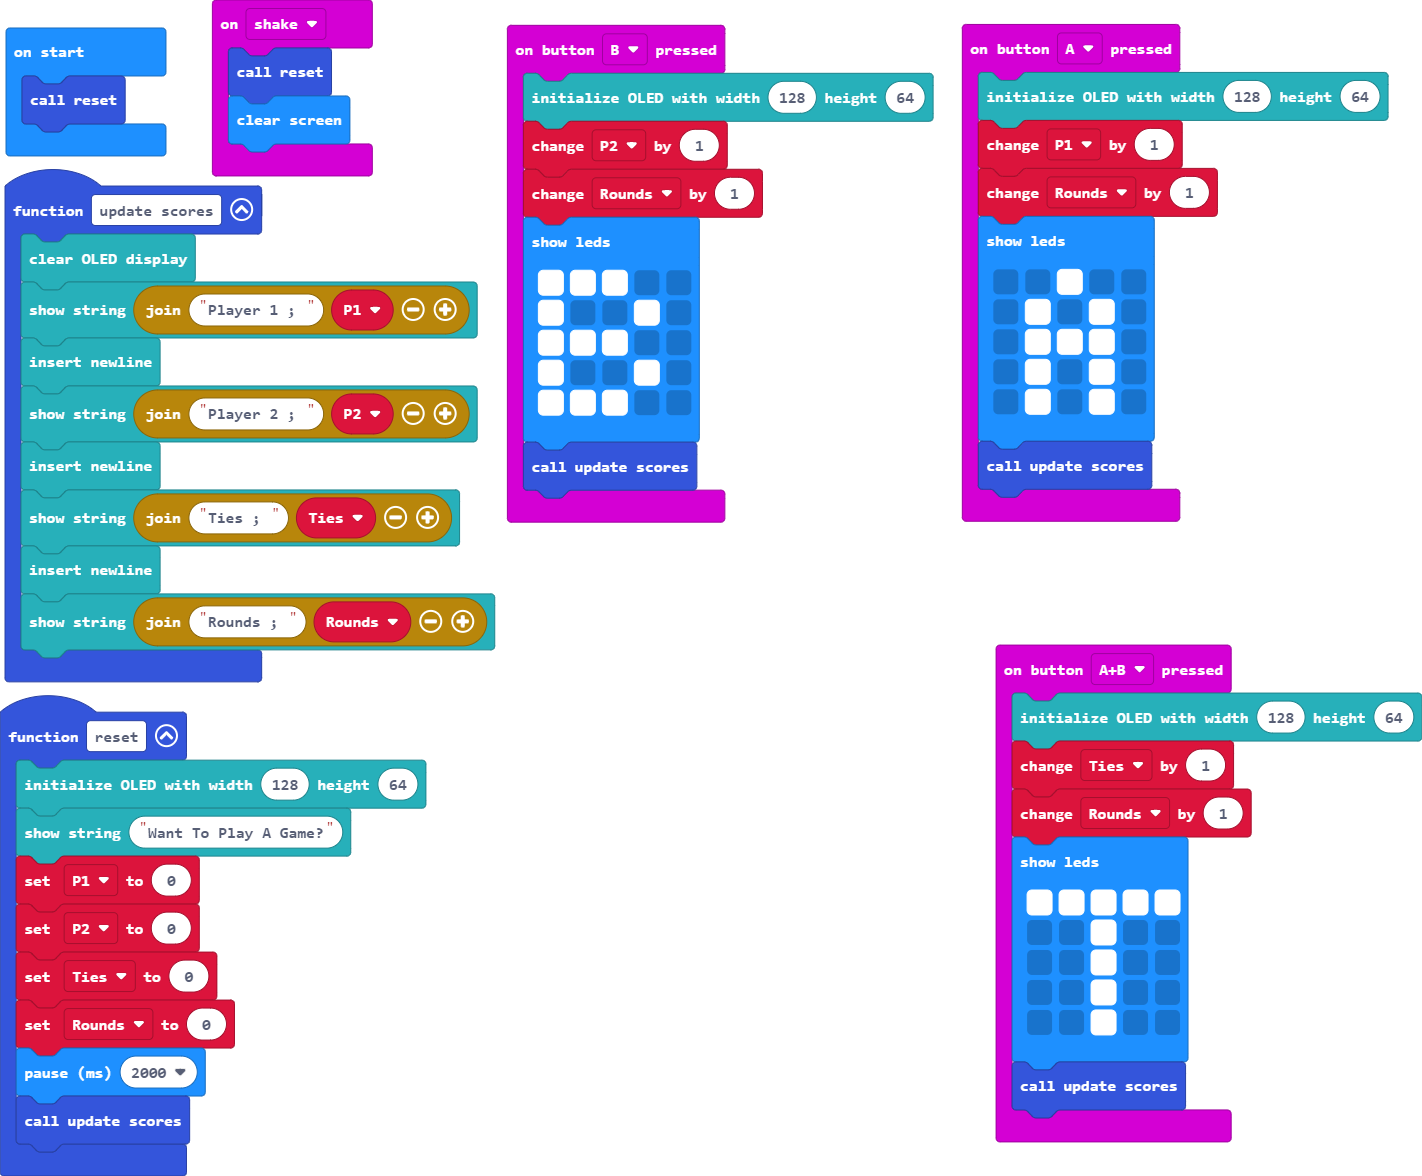 on start
call reset
on shake
call reset
clear screen
function update scores
clear OLED display
show string join "Player 1 ; " P1
insert newline
show string join "Player 2 ; " P2
insert newline
show string join "Ties ; " Ties
insert newline
show string join "Rounds ; " Rounds
function reset
initialize OLED with width 128 height 64
show string "Want To Play A Game?"
set P1 to 0
set P2 to 0
set Ties to 0
set Rounds to 0
pause (ms) 2000
call update scores
on button B pressed
initialize OLED with width 128 height 64
change P2 by 1
change Rounds by 1
show leds
call update scores
on button A pressed
initialize OLED with width 128 height 64
change P1 by 1
change Rounds by 1
show leds
call update scores
on button A+B pressed
initialize OLED with width 128 height 64
change Ties by 1
change Rounds by 1
show leds
call update scores